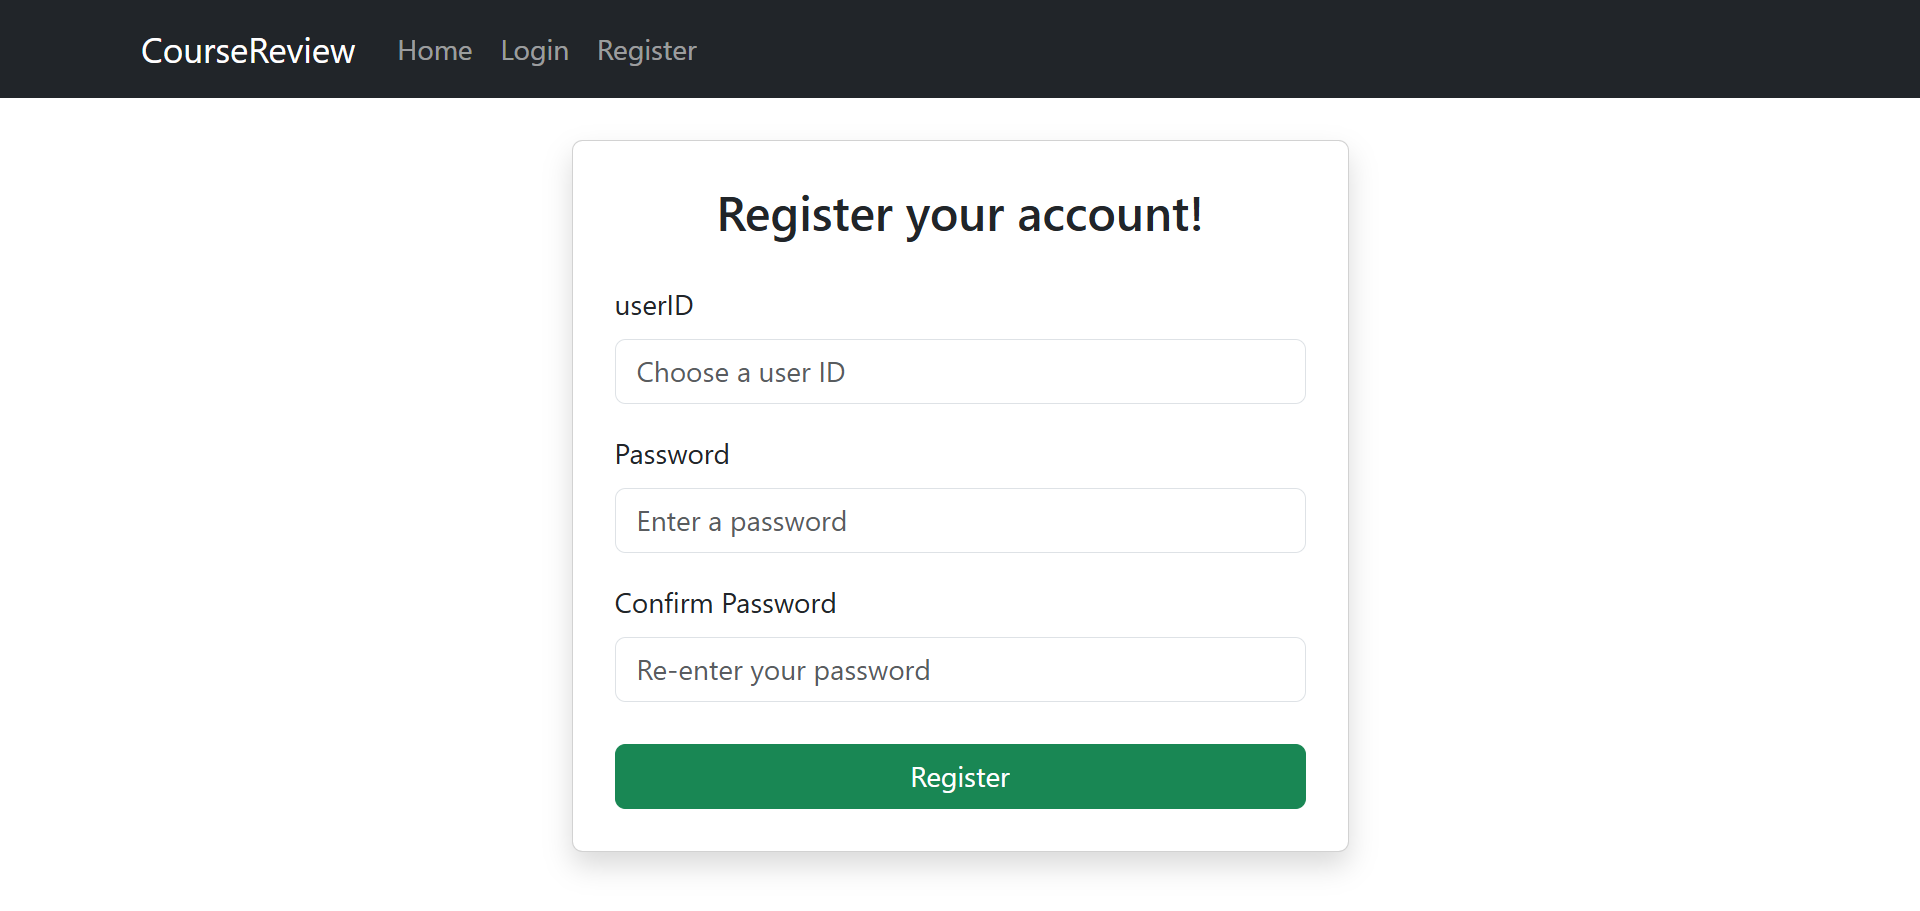 CourseReview Home Login Register
Register your account!
userID
Choose a user ID
Password
Enter a password
Confirm Password
Re-enter your password
Register